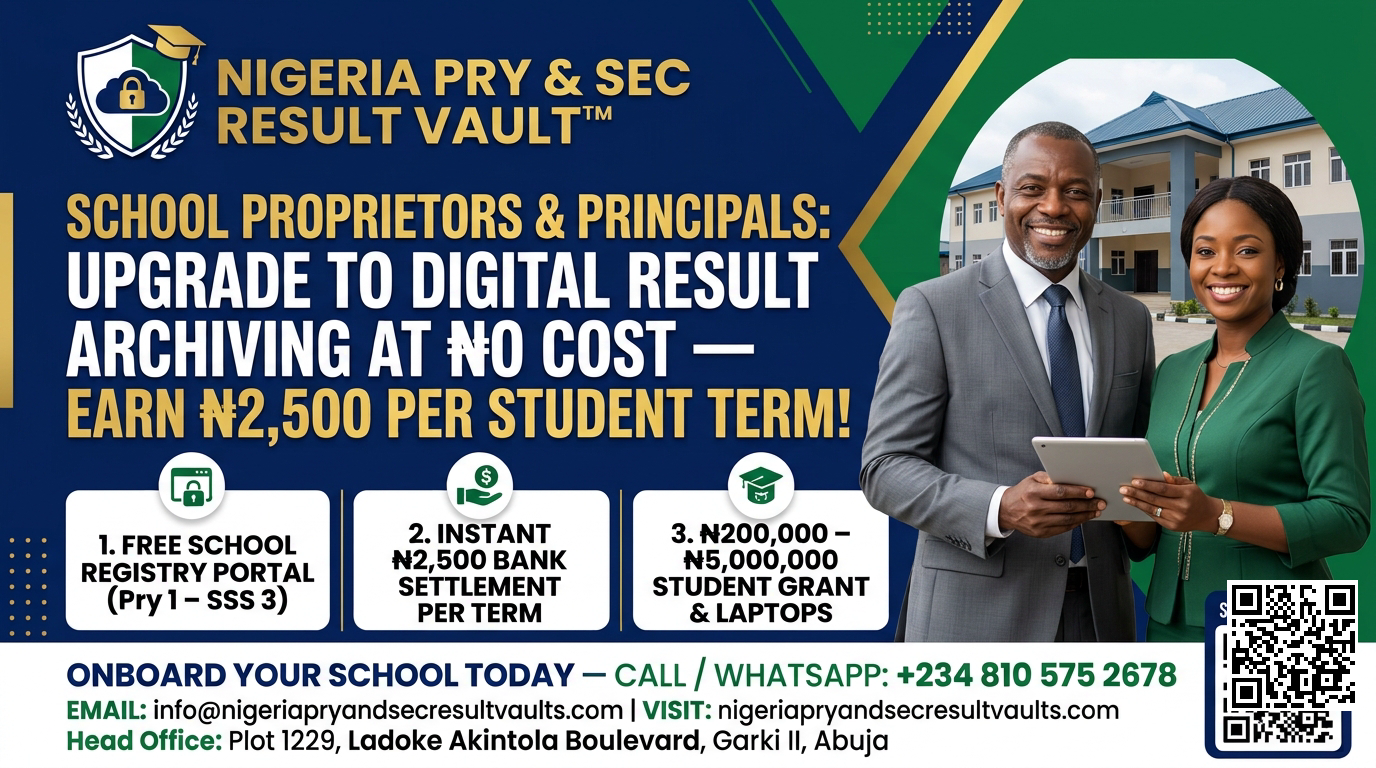 NIGERIA PRY & SEC
RESULT VAULT™
SCHOOL PROPRIETORS & PRINCIPALS:
UPGRADE TO DIGITAL RESULT
ARCHIVING AT ₦0 COST —
EARN ₦2,500 PER STUDENT TERM!
1. FREE SCHOOL
REGISTRY PORTAL
(Pry 1 – SSS 3)
2. INSTANT
₦2,500 BANK
SETTLEMENT
PER TERM
3. ₦200,000 –
₦5,000,000
STUDENT GRANT
& LAPTOPS
ONBOARD YOUR SCHOOL TODAY — CALL / WHATSAPP: +234 810 575 2678
EMAIL: info@nigeriapryandsecresultvaults.com | VISIT: nigeriapryandsecresultvaults.com
Head Office: Plot 1229, Ladoke Akintola Boulevard, Garki II, Abuja